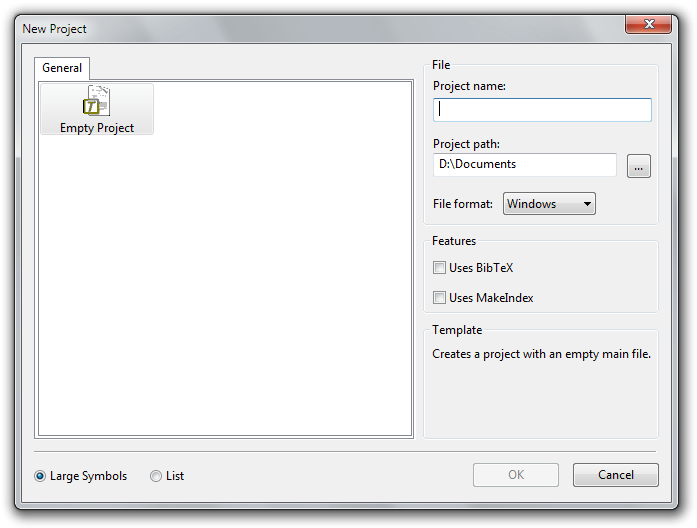 New Project
General
T
Empty Project
File
Project name:
Project path:
D:\Documents
...
File format: Windows
Features
Uses BibTeX
Uses MakeIndex
Template
Creates a project with an empty main file.
Large Symbols List OK Cancel